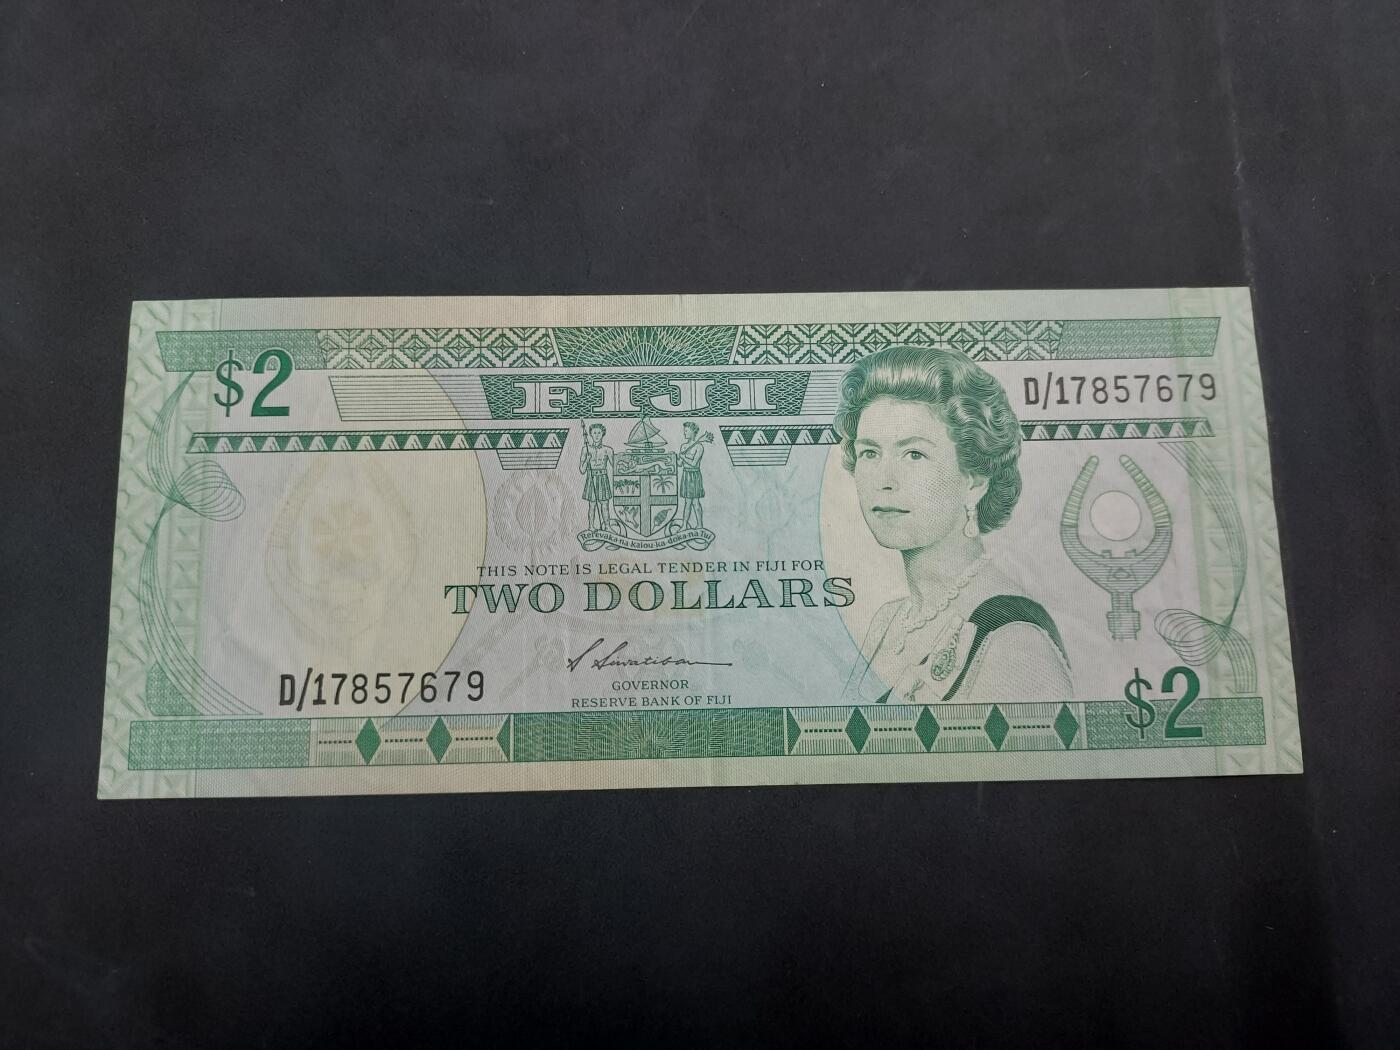 $2
FIJI
D/17857679
Rerevaka·na·kalou·ka·doka·na·Tui
THIS NOTE IS LEGAL TENDER IN FIJI FOR
TWO DOLLARS
S Siwatibau
GOVERNOR
RESERVE BANK OF FIJI
D/17857679
$2